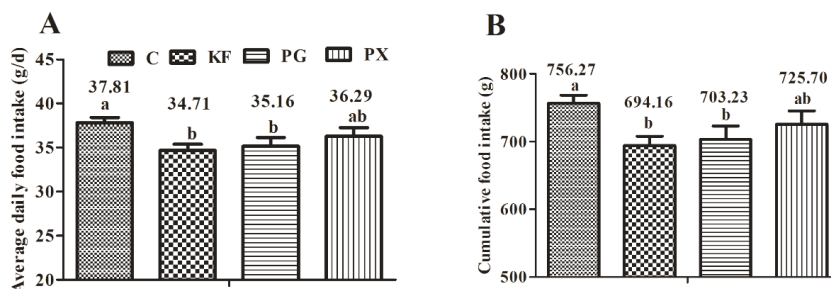 A
Average daily food intake (g/d)
45
40
35
30
25
20
C KF PG PX
37.81
a
34.71
b
35.16
b
36.29
ab
B
Cumulative food intake (g)
800
700
600
500
756.27
a
694.16
b
703.23
b
725.70
ab